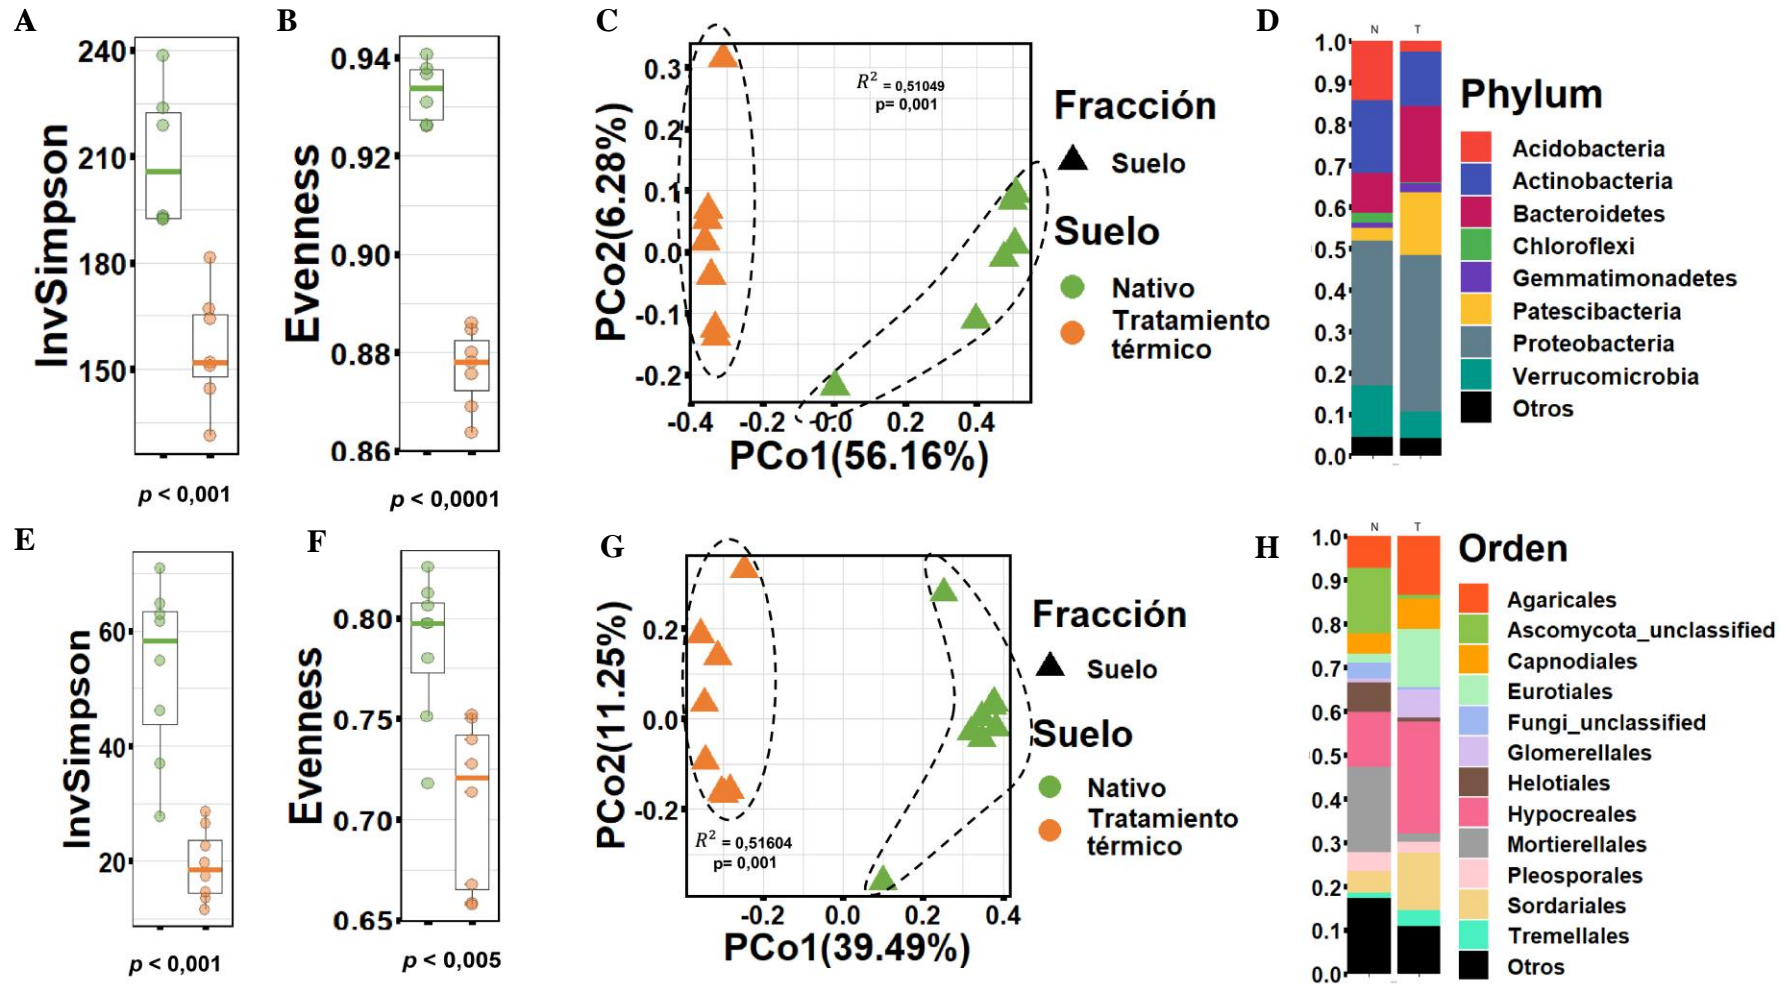 A
InvSimpson
240
210
180
150
p < 0,001
B
Evenness
0.94
0.92
0.90
0.88
0.86
p < 0,0001
C
PCo2(6.28%)
0.3
0.2
0.1
0.0
-0.1
-0.2
R² = 0,51049
p= 0,001
-0.4
-0.2
0.0
0.2
0.4
PCo1(56.16%)
Fracción
Suelo
Suelo
Nativo
Tratamiento
térmico
D
N T
1.0
0.9
0.8
0.7
0.6
0.5
0.4
0.3
0.2
0.1
0.0
Phylum
Acidobacteria
Actinobacteria
Bacteroidetes
Chloroflexi
Gemmatimonadetes
Patescibacteria
Proteobacteria
Verrucomicrobia
Otros
E
InvSimpson
60
40
20
p < 0,001
F
Evenness
0.80
0.75
0.70
0.65
p < 0,005
G
PCo2(11.25%)
0.2
0.0
-0.2
R² = 0,51604
p= 0,001
-0.2
0.0
0.2
0.4
PCo1(39.49%)
Fracción
Suelo
Suelo
Nativo
Tratamiento
térmico
H
N T
1.0
0.9
0.8
0.7
0.6
0.5
0.4
0.3
0.2
0.1
0.0
Orden
Agaricales
Ascomycota_unclassified
Capnodiales
Eurotiales
Fungi_unclassified
Glomerellales
Helotiales
Hypocreales
Mortierellales
Pleosporales
Sordariales
Tremellales
Otros